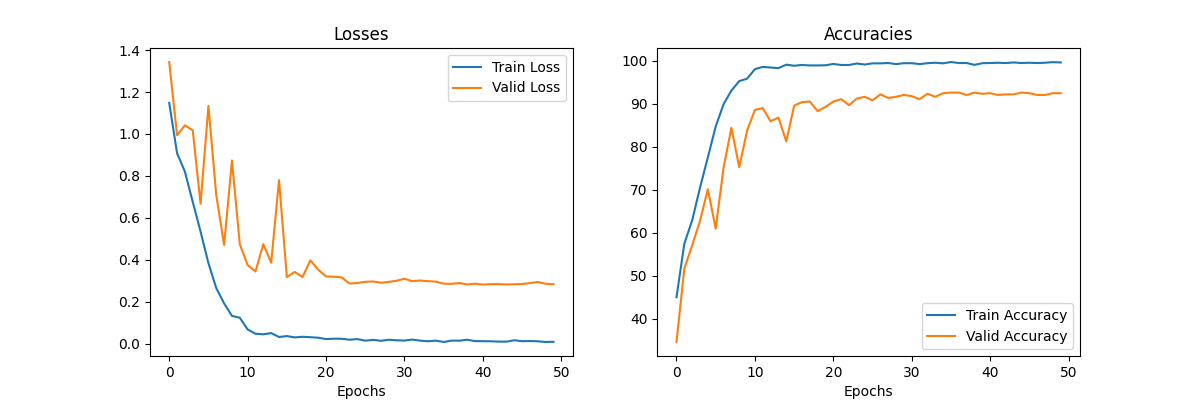 Losses
1.4
1.2
1.0
0.8
0.6
0.4
0.2
0.0
0 10 20 30 40 50
Epochs
Train Loss
Valid Loss
Accuracies
100
90
80
70
60
50
40
0 10 20 30 40 50
Epochs
Train Accuracy
Valid Accuracy